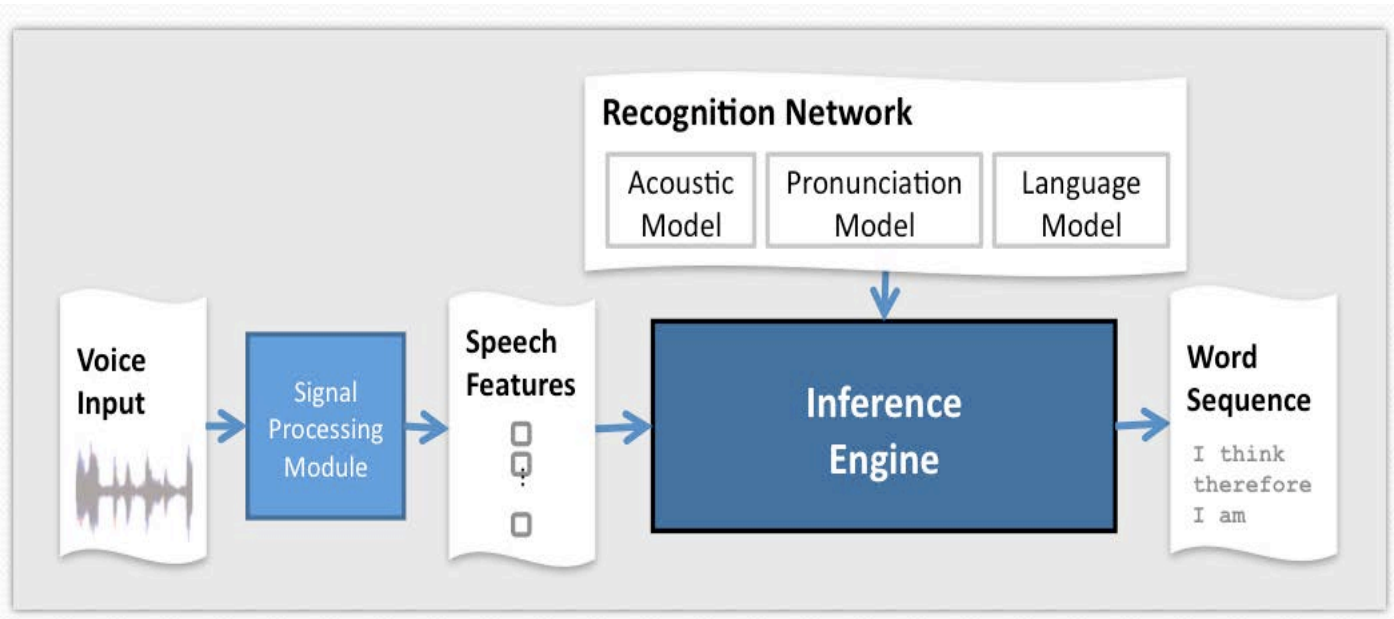 Recognition Network
Acoustic
Model
Pronunciation
Model
Language
Model
Voice
Input
Signal
Processing
Module
Speech
Features
Inference
Engine
Word
Sequence
I think
therefore
I am